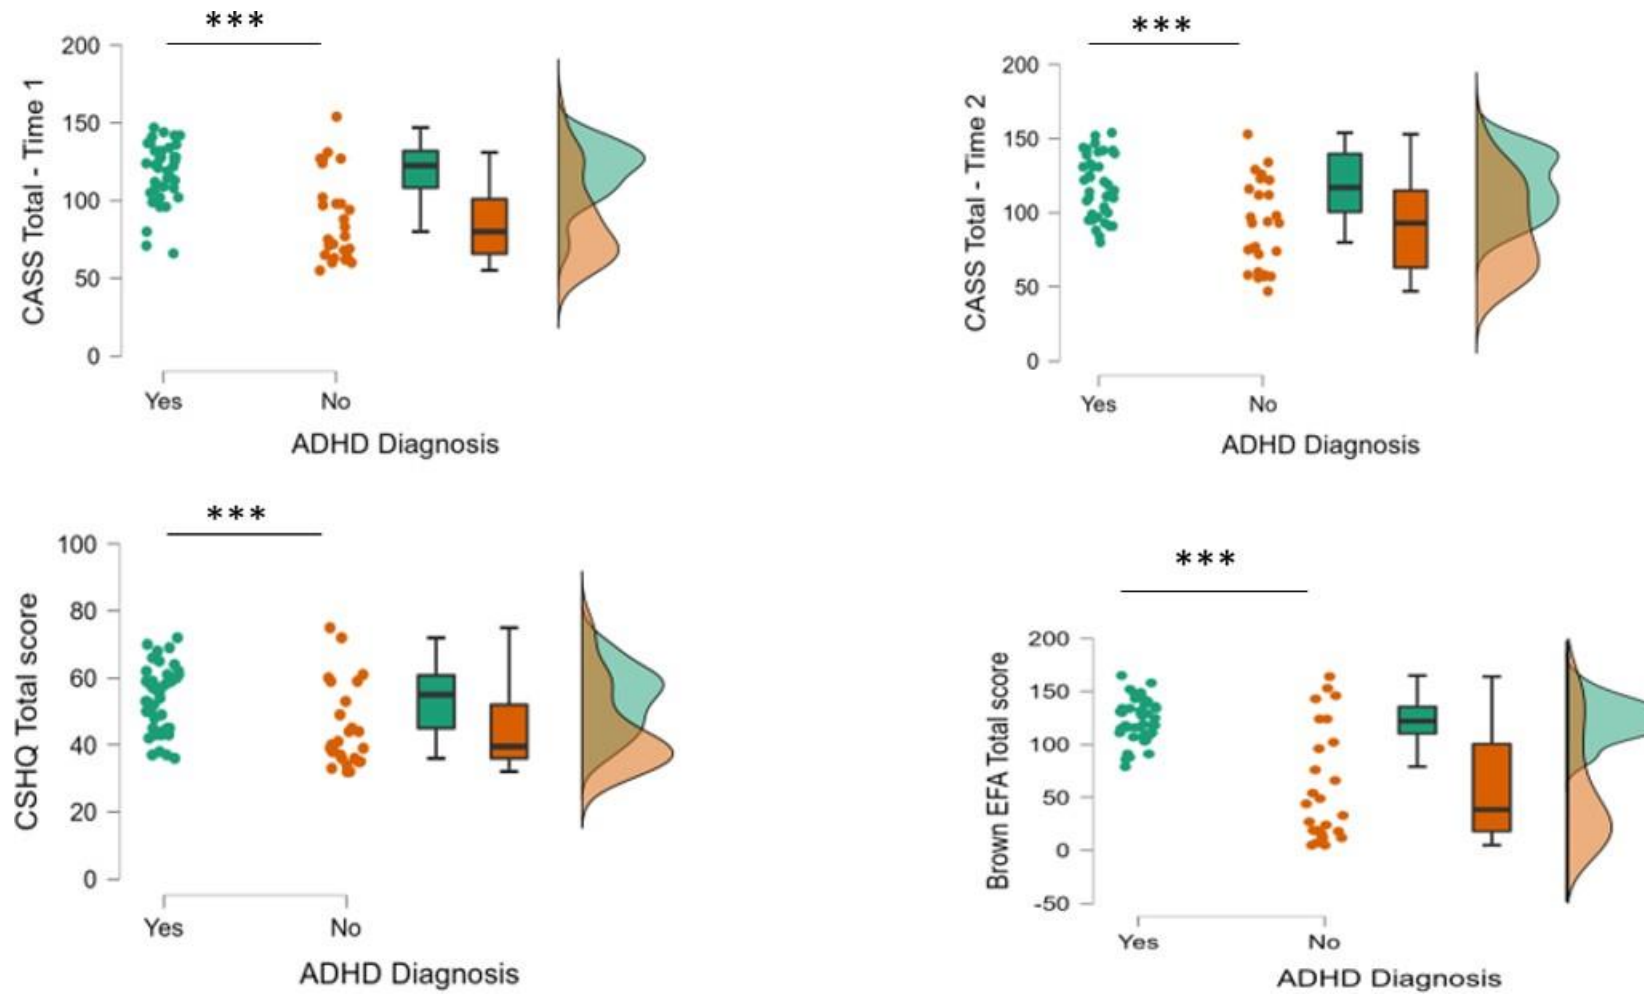 ***
CASS Total - Time 1
200
150
100
50
0
Yes No
ADHD Diagnosis
***
CASS Total - Time 2
200
150
100
50
0
Yes No
ADHD Diagnosis
***
CSHQ Total score
100
80
60
40
20
0
Yes No
ADHD Diagnosis
***
Brown EFA Total score
200
150
100
50
0
-50
Yes No
ADHD Diagnosis